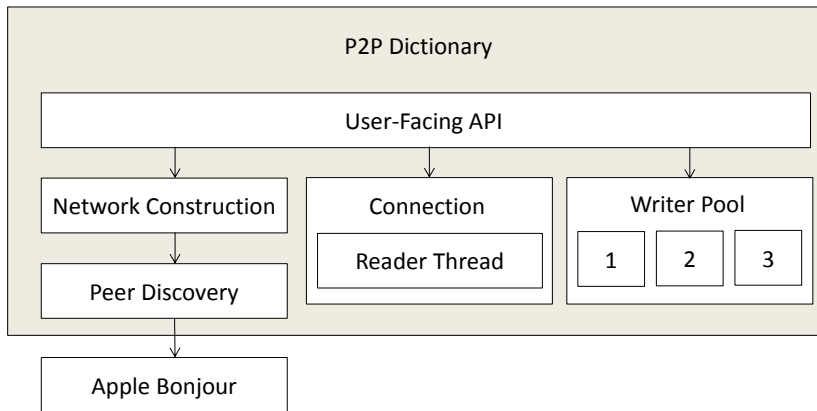 P2P Dictionary
User-Facing API
Network Construction
Connection
Writer Pool
Reader Thread
1
2
3
Peer Discovery
Apple Bonjour